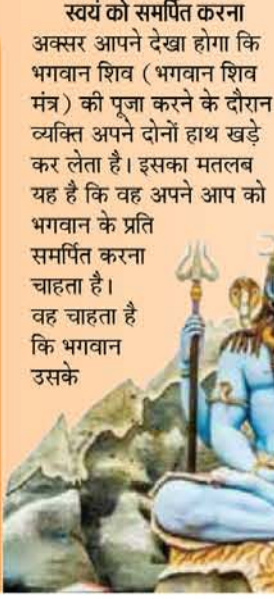 स्वयं को समर्पित करना
अक्सर आपने देखा होगा कि
भगवान शिव (भगवान शिव
मंत्र) की पूजा करने के दौरान
व्यक्ति अपने दोनों हाथ खड़े
कर लेता है। इसका मतलब
यह है कि वह अपने आप को
भगवान के प्रति
समर्पित करना
चाहता है।
वह चाहता है
कि भगवान
उसके